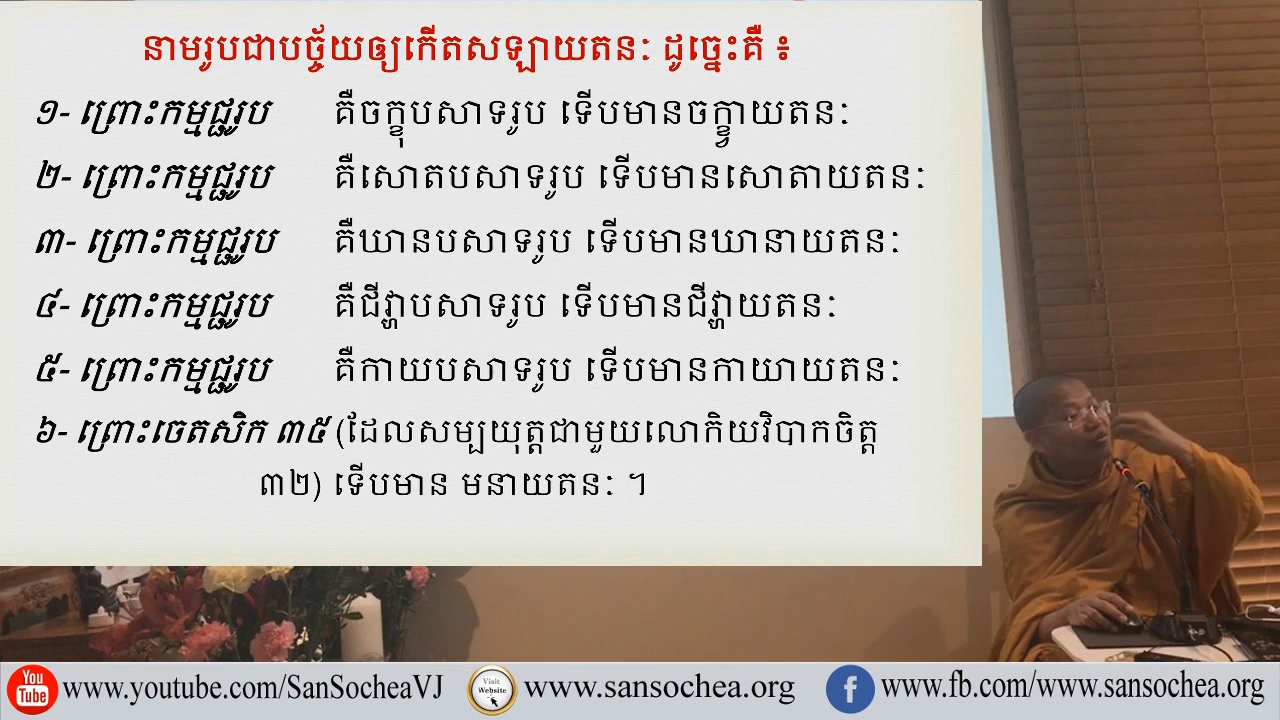 នាមរូបជាបច្ច័យឲ្យកើតសឡាយតនៈ ដូច្នេះគឺ ៖
១- ព្រោះកម្មជ្ជរូប គឺចក្ខុបសាទរូប ទើបមានចក្ខ្វាយតនៈ
២- ព្រោះកម្មជ្ជរូប គឺសោតបសាទរូប ទើបមានសោតាយតនៈ
៣- ព្រោះកម្មជ្ជរូប គឺឃានបសាទរូប ទើបមានឃានាយតនៈ
៤- ព្រោះកម្មជ្ជរូប គឺជីវ្ហាបសាទរូប ទើបមានជីវ្ហាយតនៈ
៥- ព្រោះកម្មជ្ជរូប គឺកាយបសាទរូប ទើបមានកាយាយតនៈ
៦- ព្រោះចេតសិក ៣៥ (ដែលសម្បយុត្តជាមួយលោកិយវិបាកចិត្ត
៣២) ទើបមាន មនាយតនៈ ។
You Tube www.youtube.com/SanSocheaVJ Visit Website www.sansochea.org f www.fb.com/www.sansochea.org